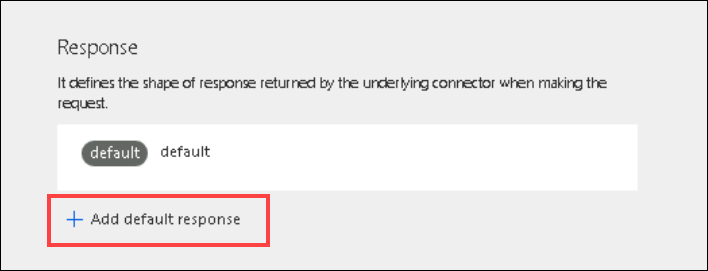 Response
It defines the shape of response returned by the underlying connector when making the
request.
default default
Add default response